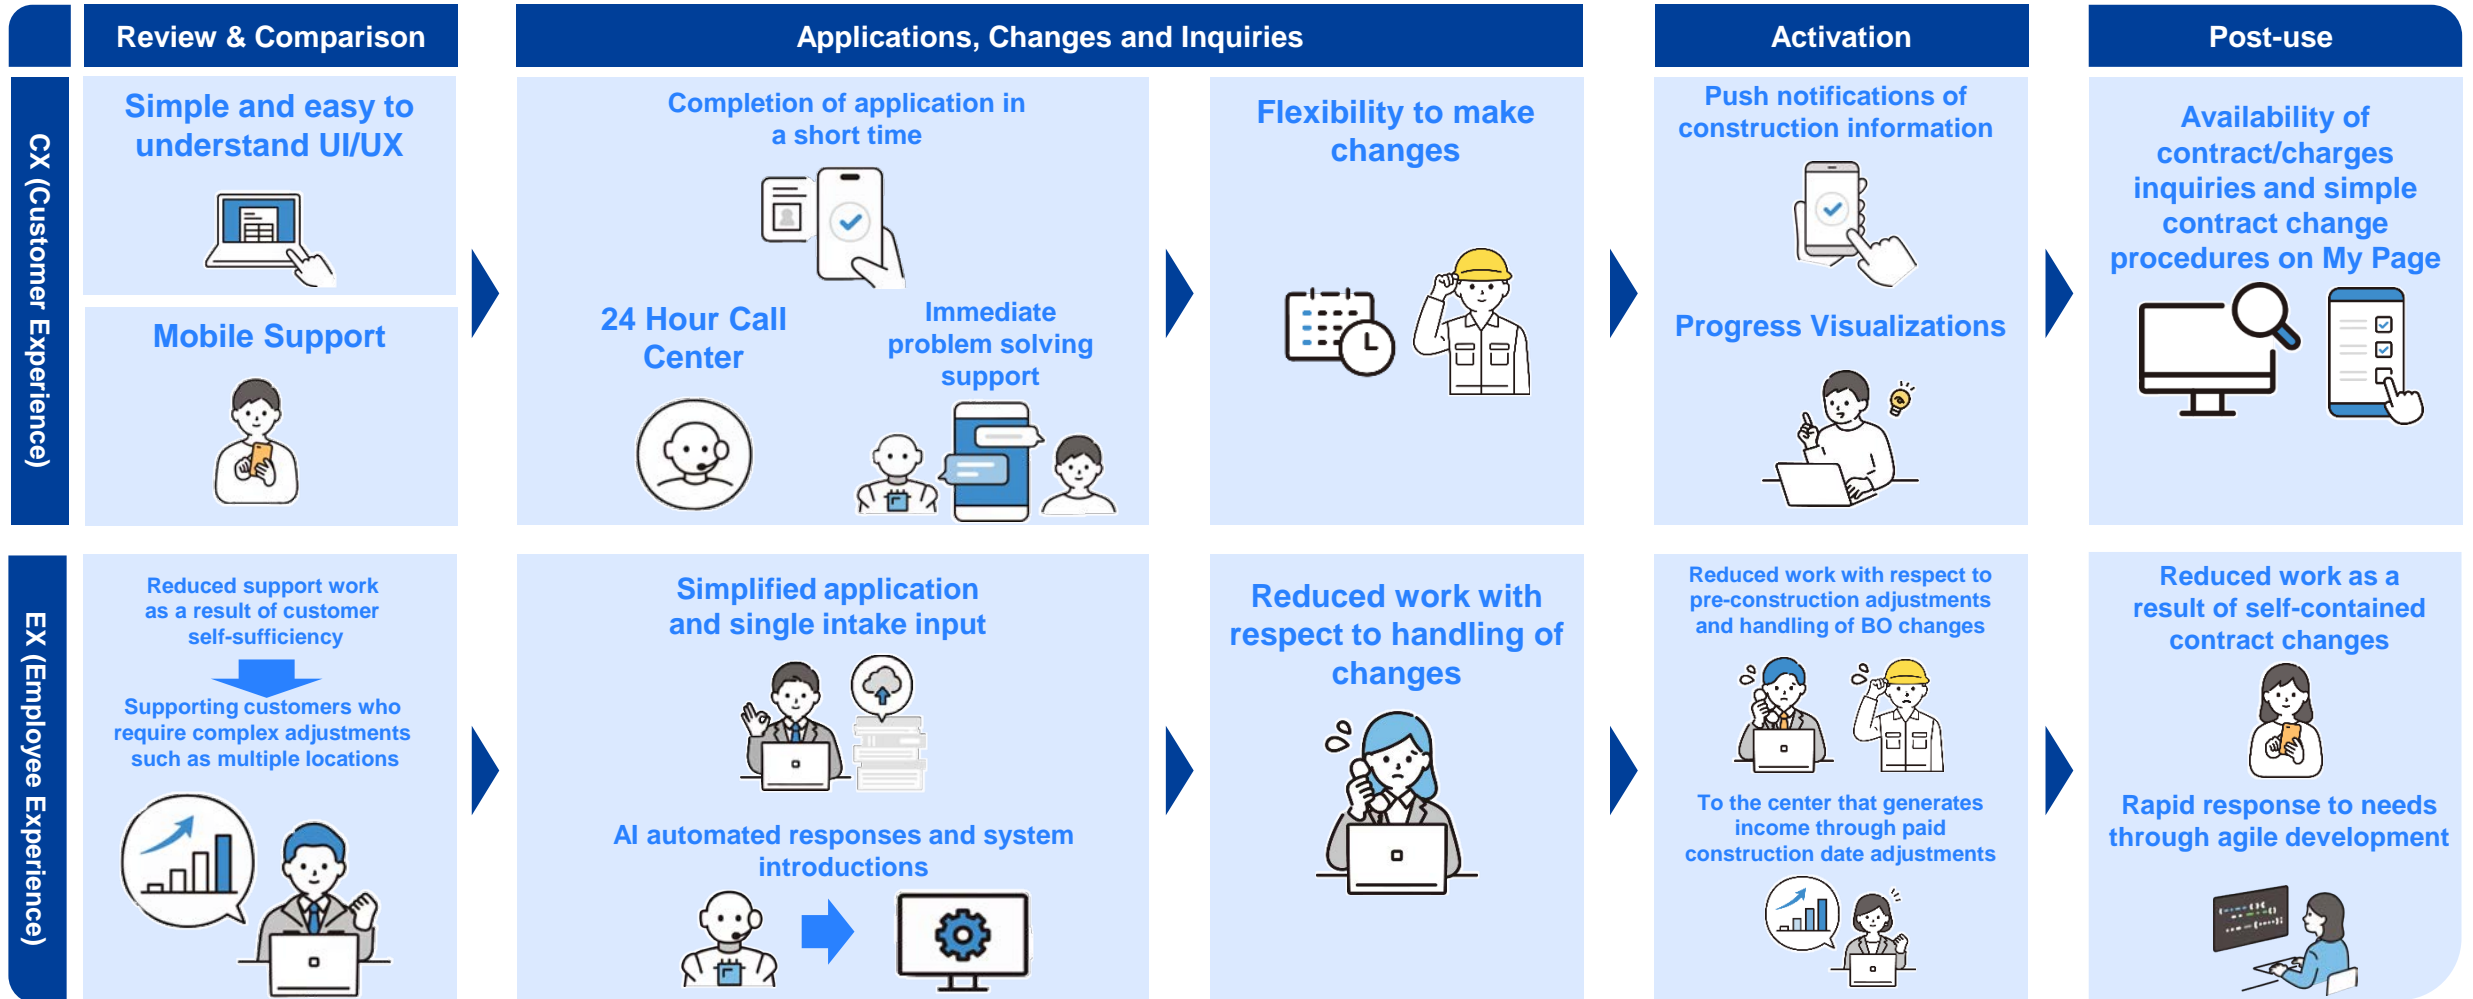 Review & Comparison
Applications, Changes and Inquiries
Activation
Post-use
CX (Customer Experience)
Simple and easy to
understand UI/UX
Mobile Support
Completion of application in
a short time
24 Hour Call
Center
Immediate
problem solving
support
Flexibility to make
changes
Push notifications of
construction information
Progress Visualizations
Availability of
contract/charges
inquiries and simple
contract change
procedures on My Page
EX (Employee Experience)
Reduced support work
as a result of customer
self-sufficiency
Supporting customers who
require complex adjustments
such as multiple locations
Simplified application
and single intake input
AI automated responses and system
introductions
Reduced work with
respect to handling of
changes
Reduced work with respect to
pre-construction adjustments
and handling of BO changes
To the center that generates
income through paid
construction date adjustments
Reduced work as a
result of self-contained
contract changes
Rapid response to needs
through agile development